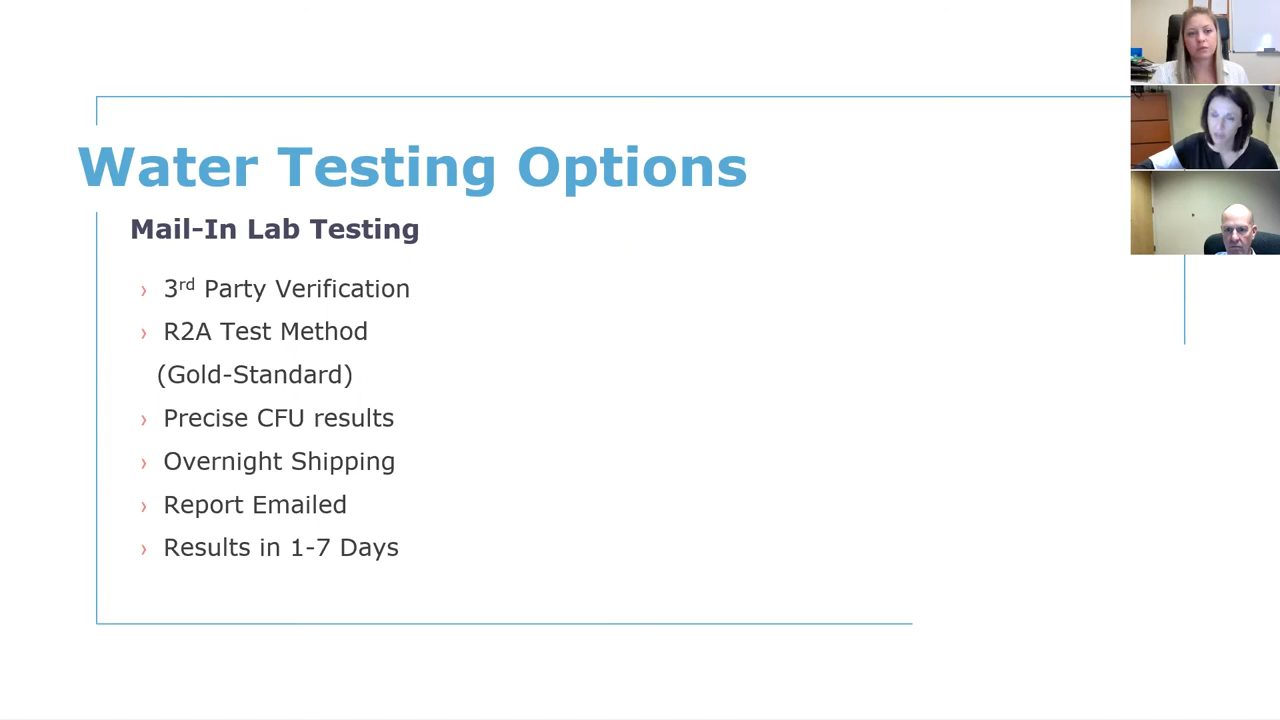 Water Testing Options
Mail-In Lab Testing
› 3rd Party Verification
› R2A Test Method
(Gold-Standard)
› Precise CFU results
› Overnight Shipping
› Report Emailed
› Results in 1-7 Days